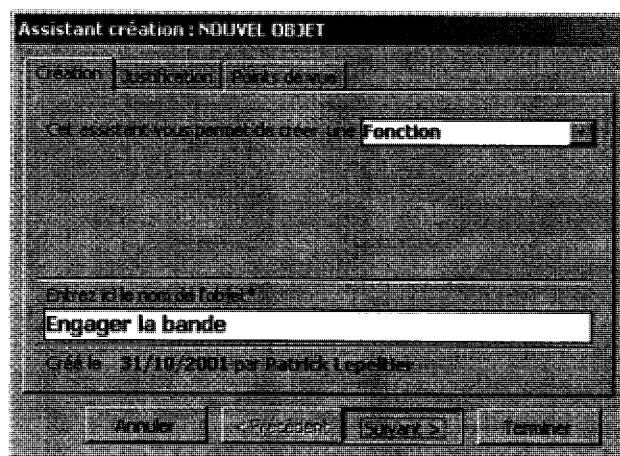 Assistant création : NOUVEL OBJET
Création Justification Points de vue
Cet assistant vous permet de créer une Fonction
Entrez ici le nom de l'objet*
Engager la bande
Créé le 31/10/2001 par Patrick Lepeltier
Annuler < Précédent Suivant > Terminer